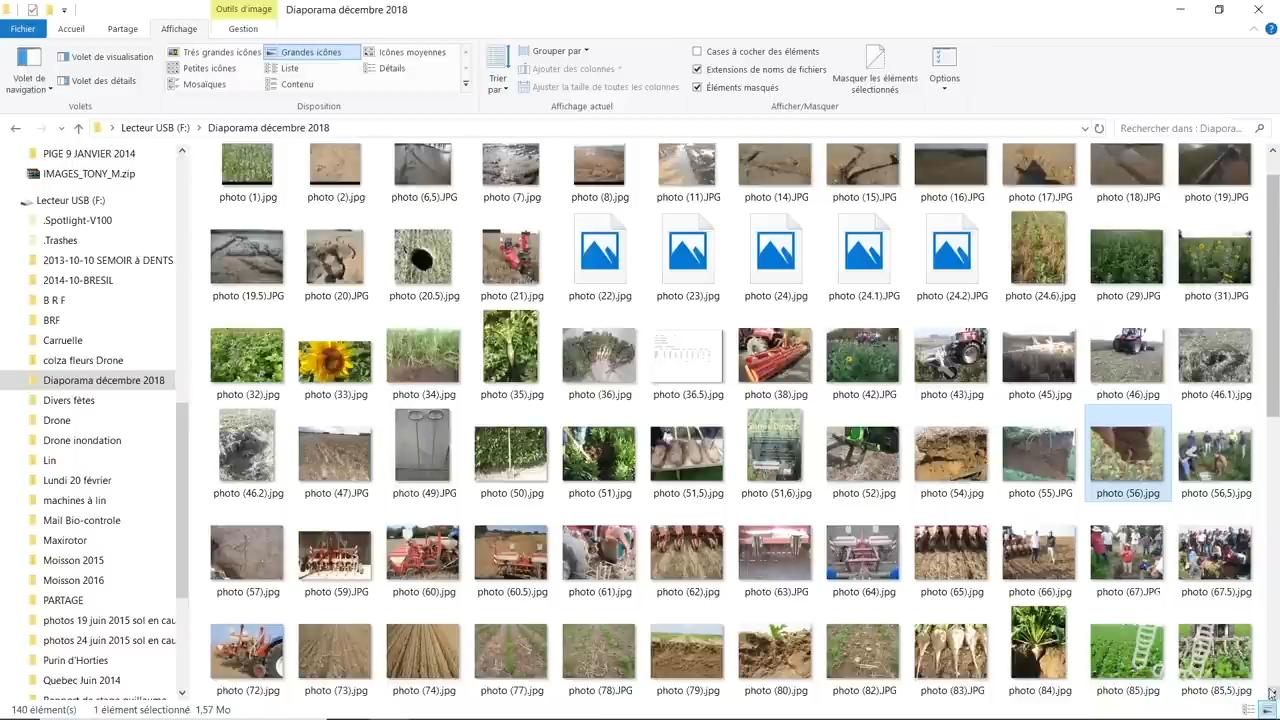 Outils d'image
Diaporama décembre 2018
Fichier
Accueil
Partage
Affichage
Gestion
Volet de navigation
Volet de visualisation
Volet des détails
Volets
Très grandes icônes
Grandes icônes
Icônes moyennes
Petites icônes
Liste
Détails
Mosaïques
Contenu
Disposition
Trier par
Grouper par
Ajouter des colonnes
Ajuster la taille de toutes les colonnes
Affichage actuel
Cases à cocher des éléments
Extensions de noms de fichiers
Éléments masqués
Masquer les éléments sélectionnés
Afficher/Masquer
Options
Lecteur USB (F:) > Diaporama décembre 2018
Rechercher dans : Diapora...
PIGE 9 JANVIER 2014
IMAGES_TONY_M.zip
Lecteur USB (F:)
.Spotlight-V100
.Trashes
2013-10-10 SEMOIR à DENTS
2014-10-BRESIL
B R F
BRF
Carruelle
colza fleurs Drone
Diaporama décembre 2018
Divers fêtes
Drone
Drone inondation
Lin
Lundi 20 février
machines à lin
Mail Bio-controle
Maxirotor
Moisson 2015
Moisson 2016
PARTAGE
photos 19 juin 2015 sol en cau
photos 24 juin 2015 sol en cau
Purin d'Horties
Quebec Juin 2014
photo (1).jpg
photo (2).jpg
photo (6,5).JPG
photo (7).jpg
photo (8).jpg
photo (11).JPG
photo (14).JPG
photo (15).JPG
photo (16).JPG
photo (17).JPG
photo (18).JPG
photo (19).JPG
photo (19.5).JPG
photo (20).JPG
photo (20.5).jpg
photo (21).jpg
photo (22).jpg
photo (23).jpg
photo (24).jpg
photo (24.1).JPG
photo (24.2).JPG
photo (24.6).jpg
photo (29).JPG
photo (31).JPG
photo (32).jpg
photo (33).jpg
photo (34).jpg
photo (35).jpg
photo (36).jpg
photo (36.5).jpg
photo (38).jpg
photo (42).JPG
photo (43).jpg
photo (45).jpg
photo (46).jpg
photo (46.1).jpg
photo (46.2).jpg
photo (47).JPG
photo (49).JPG
photo (50).jpg
photo (51).jpg
photo (51,5).jpg
photo (51,6).jpg
photo (52).jpg
photo (54).jpg
photo (55).JPG
photo (56).jpg
photo (56,5).jpg
photo (57).jpg
photo (59).JPG
photo (60).jpg
photo (60.5).jpg
photo (61).jpg
photo (62).jpg
photo (63).JPG
photo (64).jpg
photo (65).jpg
photo (66).jpg
photo (67).JPG
photo (67.5).jpg
photo (72).jpg
photo (73).jpg
photo (74).jpg
photo (77).jpg
photo (78).JPG
photo (79).jpg
photo (80).jpg
photo (82).JPG
photo (83).JPG
photo (84).jpg
photo (85).jpg
photo (85,5).jpg
140 élément(s)
1 élément sélectionné 1,57 Mo